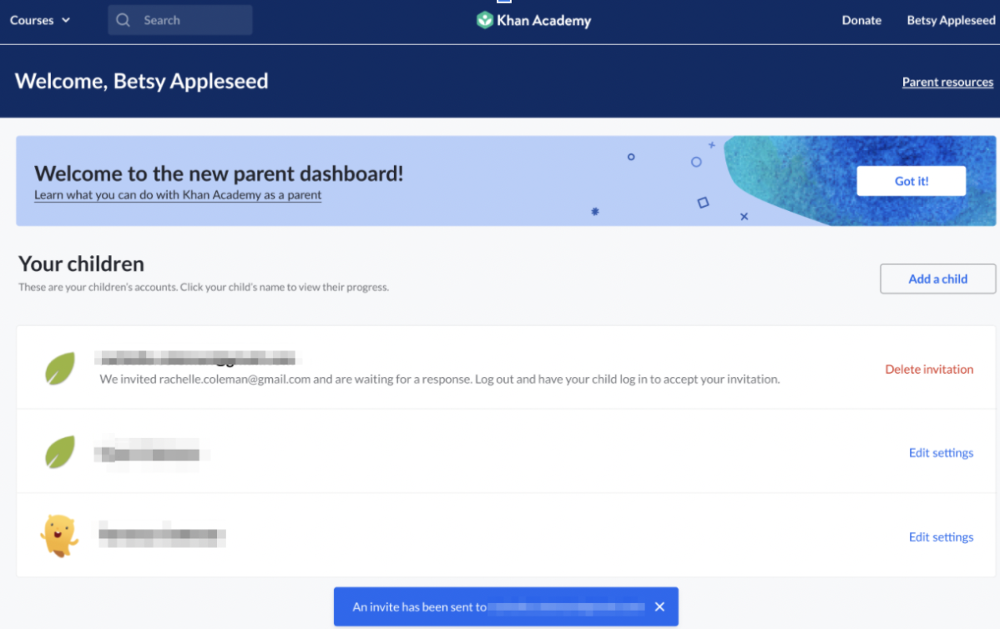 Courses
Search
Khan Academy
Donate
Betsy Appleseed
Welcome, Betsy Appleseed
Parent resources
Welcome to the new parent dashboard!
Learn what you can do with Khan Academy as a parent
Got it!
Your children
These are your children's accounts. Click your child's name to view their progress.
Add a child
We invited rachelle.coleman@gmail.com and are waiting for a response. Log out and have your child log in to accept your invitation.
Delete invitation
Edit settings
Edit settings
An invite has been sent to